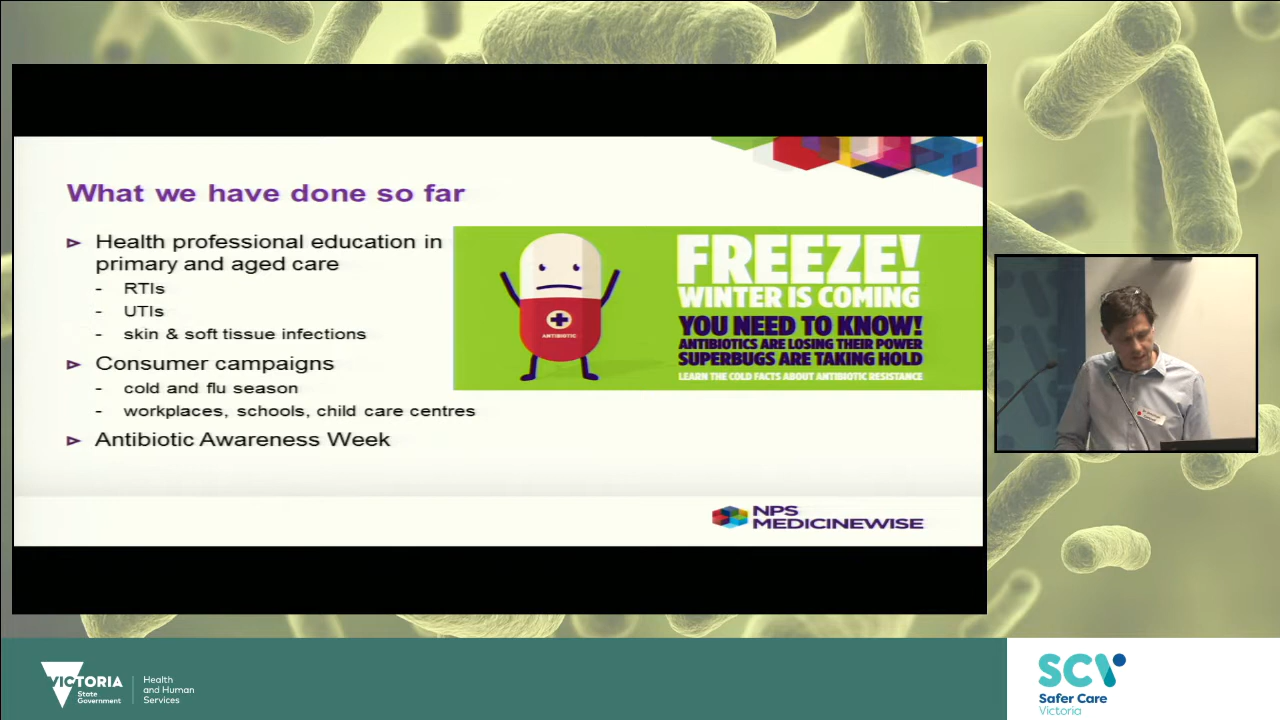 What we have done so far
Health professional education in
primary and aged care
- RTIs
- UTIs
- skin & soft tissue infections
Consumer campaigns
- cold and flu season
- workplaces, schools, child care centres
Antibiotic Awareness Week
ANTIBIOTIC
FREEZE!
WINTER IS COMING
YOU NEED TO KNOW!
ANTIBIOTICS ARE LOSING THEIR POWER
SUPERBUGS ARE TAKING HOLD
LEARN THE COLD FACTS ABOUT ANTIBIOTIC RESISTANCE
NPS
MEDICINEWISE
VICTORIA
State
Government
Health
and Human
Services
SCV
Safer Care
Victoria